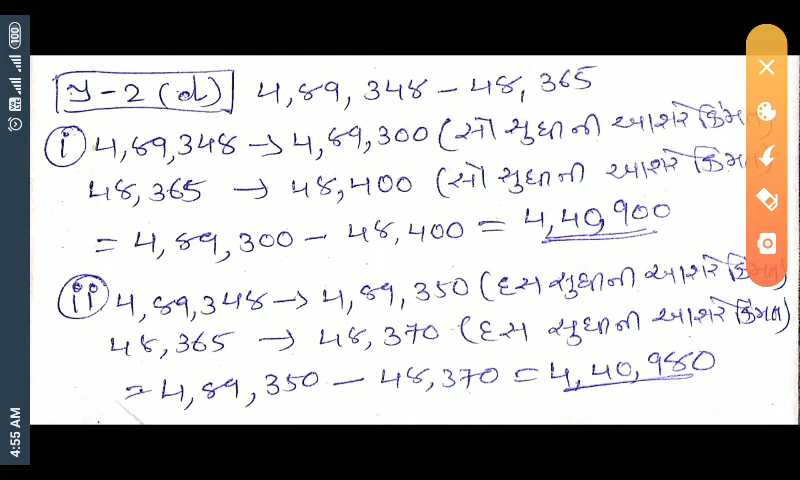 પ્ર-2 (d) 4,89,348 - 48,365
(i) 4,89,348 → 4,89,300 (સો સુધીની આશરે કિંમત)
48,365 → 48,400 (સો સુધીની આશરે કિંમત)
= 4,89,300 - 48,400 = 4,40,900
(ii) 4,89,348 → 4,89,350 (દસ સુધીની આશરે કિંમત)
48,365 → 48,370 (દસ સુધીની આશરે કિંમત)
= 4,89,350 - 48,370 = 4,40,980
100
4:55 AM